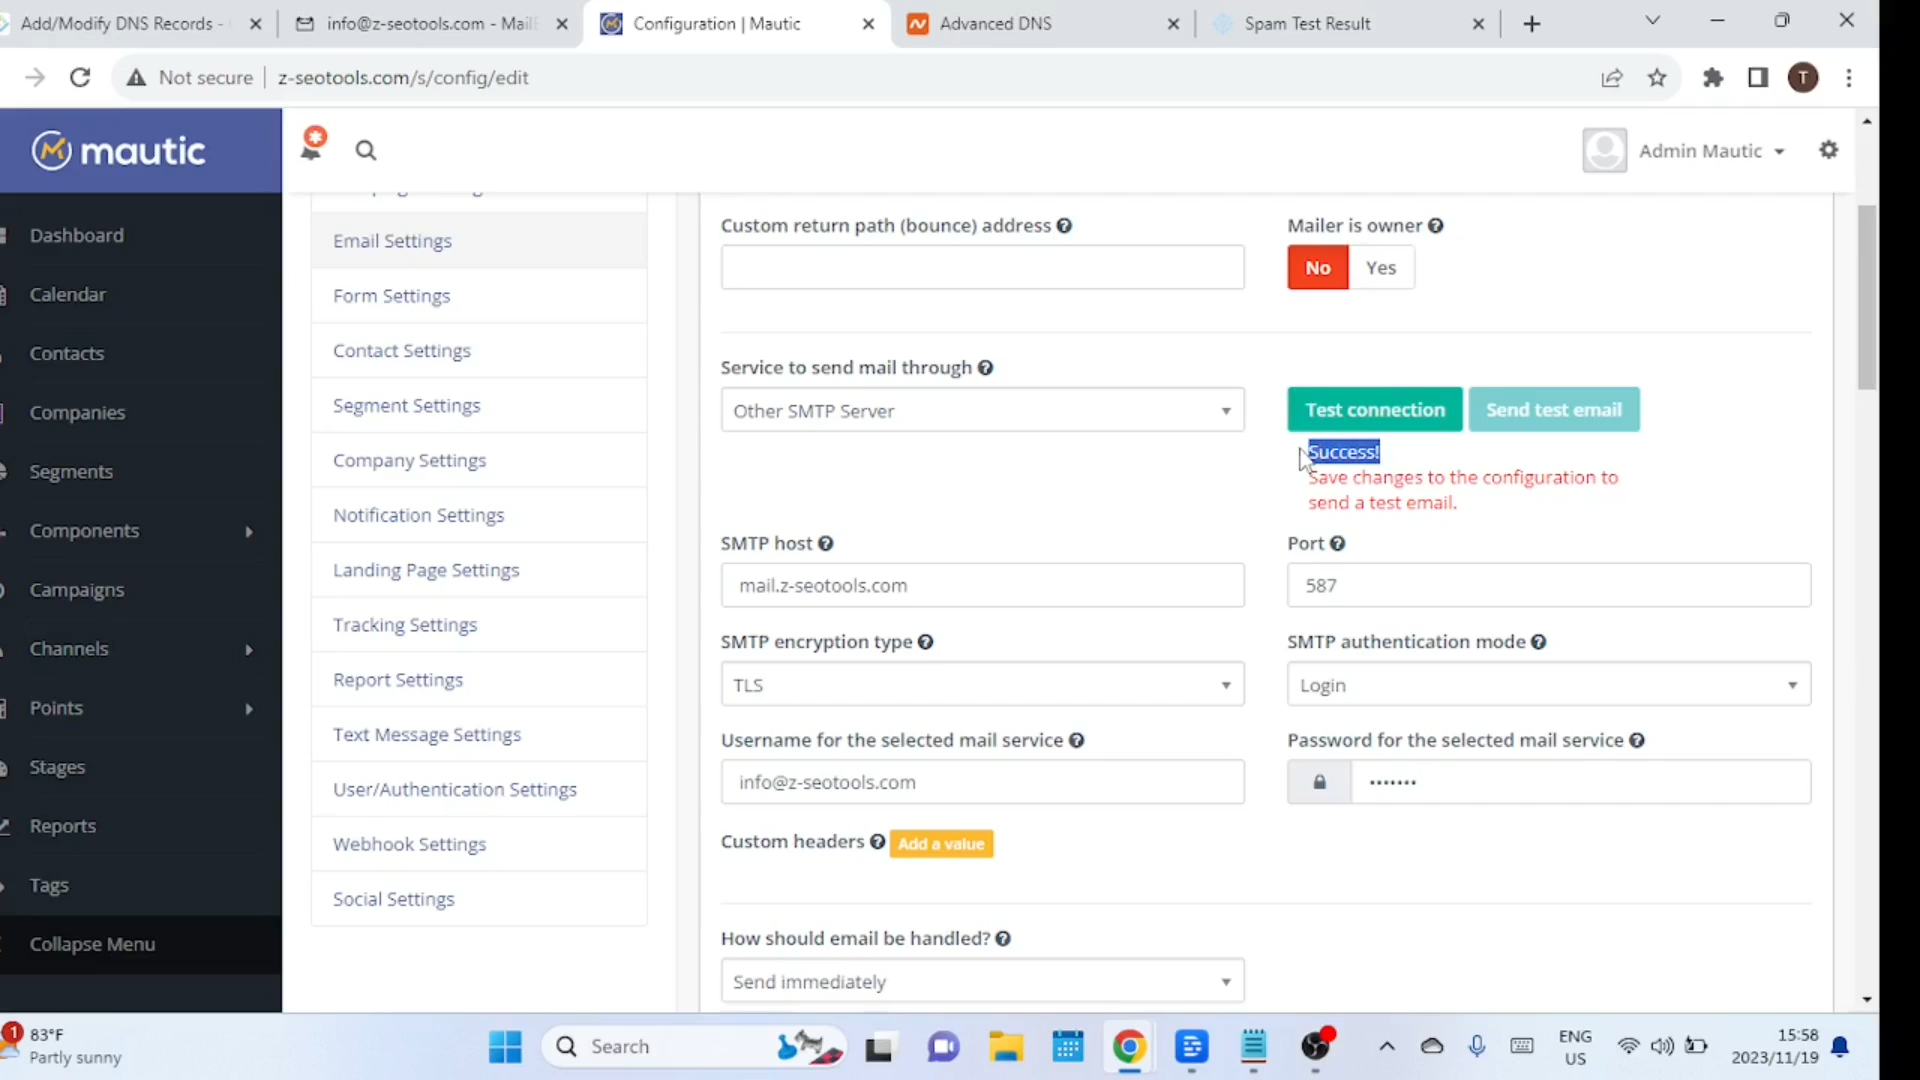 Add/Modify DNS Records -
info@z-seotools.com - Mail
Configuration | Mautic
Advanced DNS
Spam Test Result
Not secure
z-seotools.com/s/config/edit
T
mautic
Admin Mautic
Dashboard
Calendar
Contacts
Companies
Segments
Components
Campaigns
Channels
Points
Stages
Reports
Tags
Collapse Menu
Email Settings
Form Settings
Contact Settings
Segment Settings
Company Settings
Notification Settings
Landing Page Settings
Tracking Settings
Report Settings
Text Message Settings
User/Authentication Settings
Webhook Settings
Social Settings
Custom return path (bounce) address
Mailer is owner
No Yes
Service to send mail through
Other SMTP Server
Test connection
Send test email
Success!
Save changes to the configuration to
send a test email.
SMTP host
Port
mail.z-seotools.com
587
SMTP encryption type
SMTP authentication mode
TLS
Login
Username for the selected mail service
Password for the selected mail service
info@z-seotools.com
•••••••
Custom headers
Add a value
How should email be handled?
Send immediately
1
83°F
Partly sunny
Search
ENG
US
15:58
2023/11/19